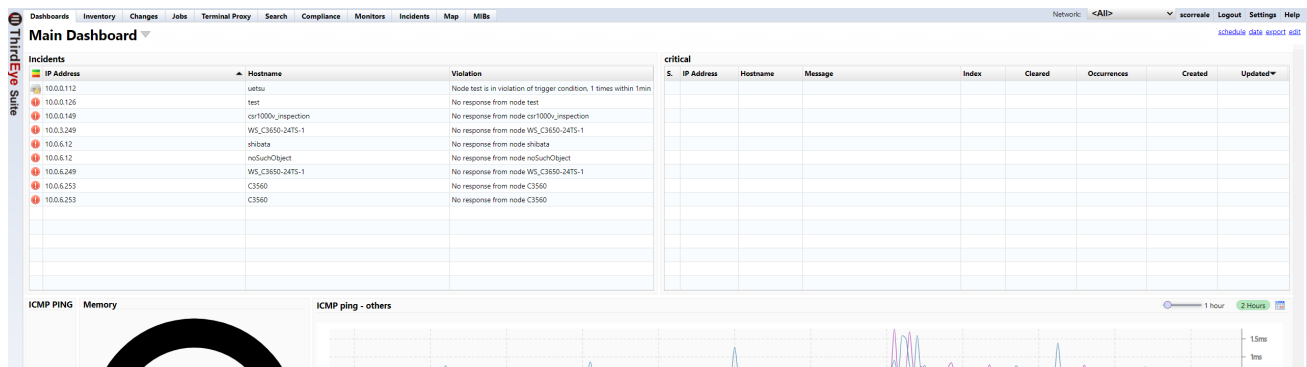 ThirdEye Suite
Dashboards Inventory Changes Jobs Terminal Proxy Search Compliance Monitors Incidents Map MIBs
Network: <All> scorreale Logout Settings Help
Main Dashboard
schedule date export edit
Incidents
IP Address Hostname Violation
10.0.0.112 uetsu Node test is in violation of trigger condition, 1 times within 1min
10.0.0.126 test No response from node test
10.0.0.149 csr1000v_inspection No response from node csr1000v_inspection
10.0.3.249 WS_C3650-24TS-1 No response from node WS_C3650-24TS-1
10.0.6.12 shibata No response from node shibata
10.0.6.12 noSuchObject No response from node noSuchObject
10.0.6.249 WS_C3650-24TS-1 No response from node WS_C3650-24TS-1
10.0.6.253 C3560 No response from node C3560
10.0.6.253 C3560 No response from node C3560
critical
S. IP Address Hostname Message Index Cleared Occurrences Created Updated
ICMP PING
Memory
ICMP ping - others
1 hour 2 Hours
1.5ms
1ms